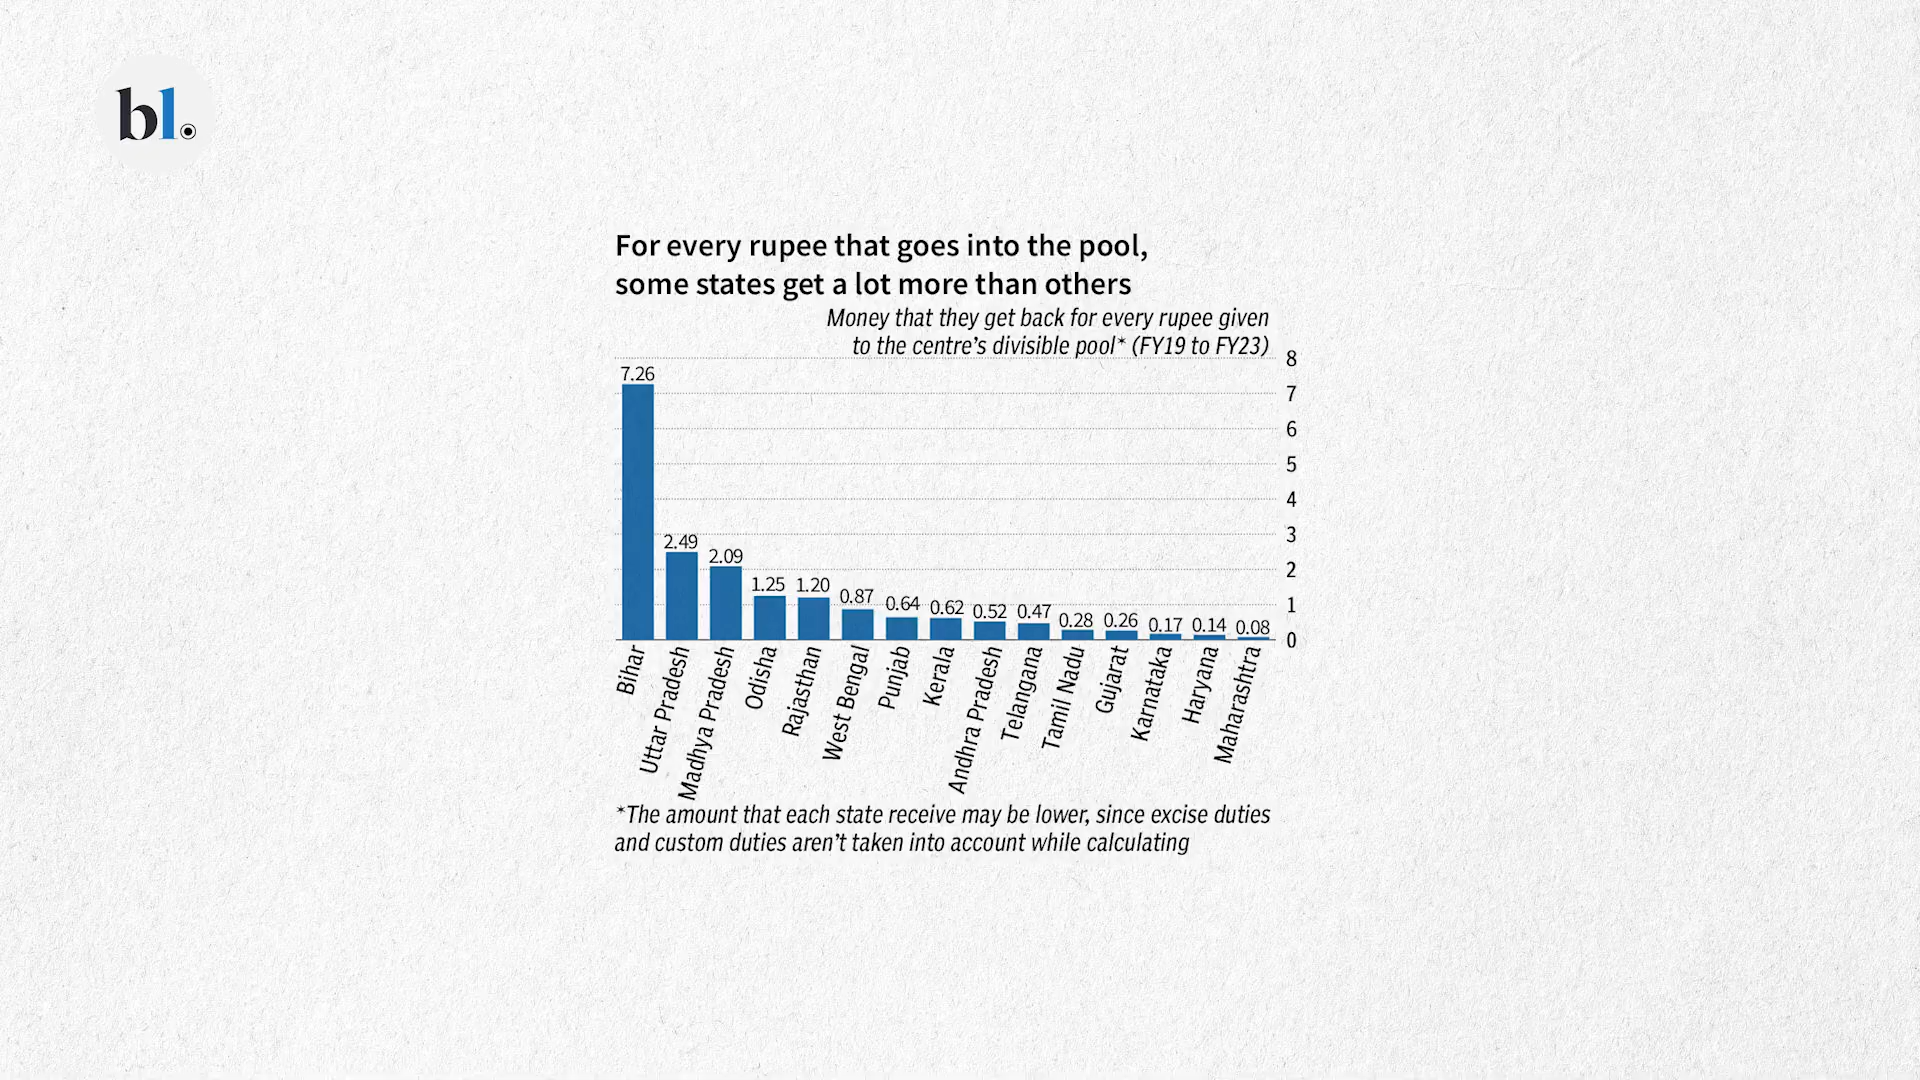 bl.
For every rupee that goes into the pool,
some states get a lot more than others
Money that they get back for every rupee given
to the centre's divisible pool* (FY19 to FY23)
8
7
6
5
4
3
2
1
0
7.26
2.49
2.09
1.25
1.20
0.87
0.64
0.62
0.52
0.47
0.28
0.26
0.17
0.14
0.08
Bihar
Uttar Pradesh
Madhya Pradesh
Odisha
Rajasthan
West Bengal
Punjab
Kerala
Andhra Pradesh
Telangana
Tamil Nadu
Gujarat
Karnataka
Haryana
Maharashtra
*The amount that each state receive may be lower, since excise duties
and custom duties aren't taken into account while calculating